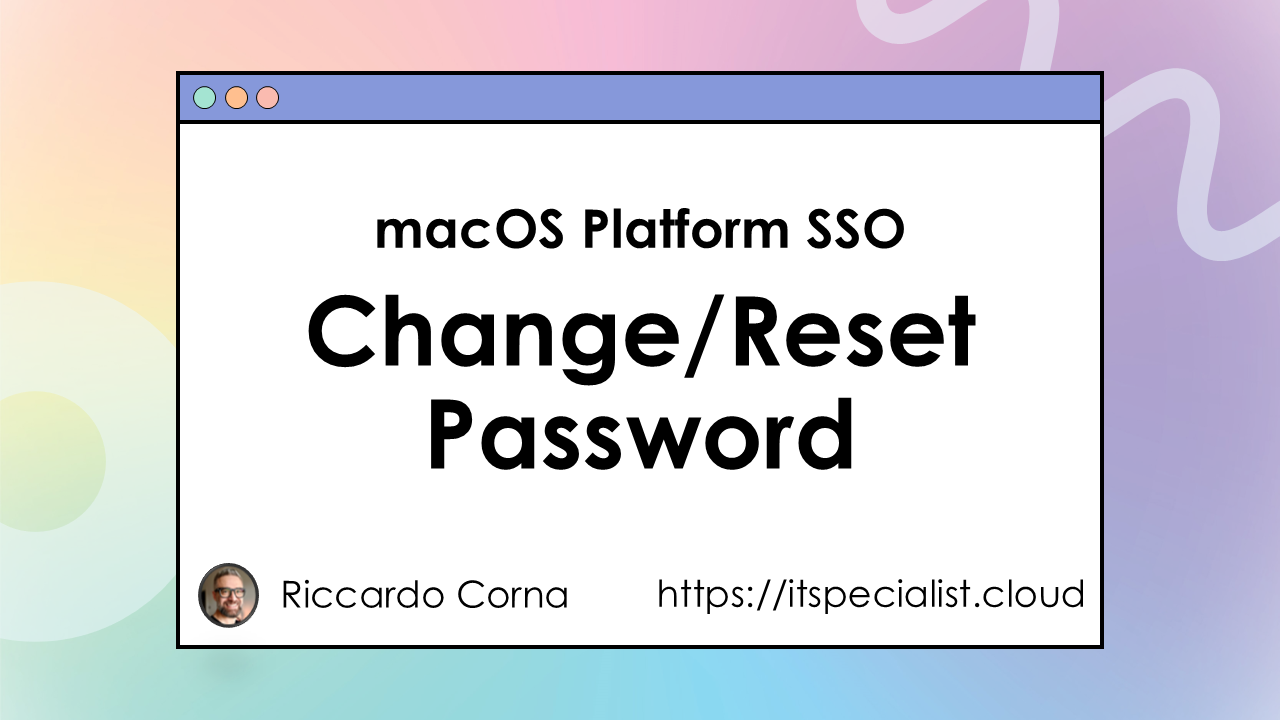 macOS Platform SSO
Change/Reset
Password
Riccardo Corna
https://itspecialist.cloud